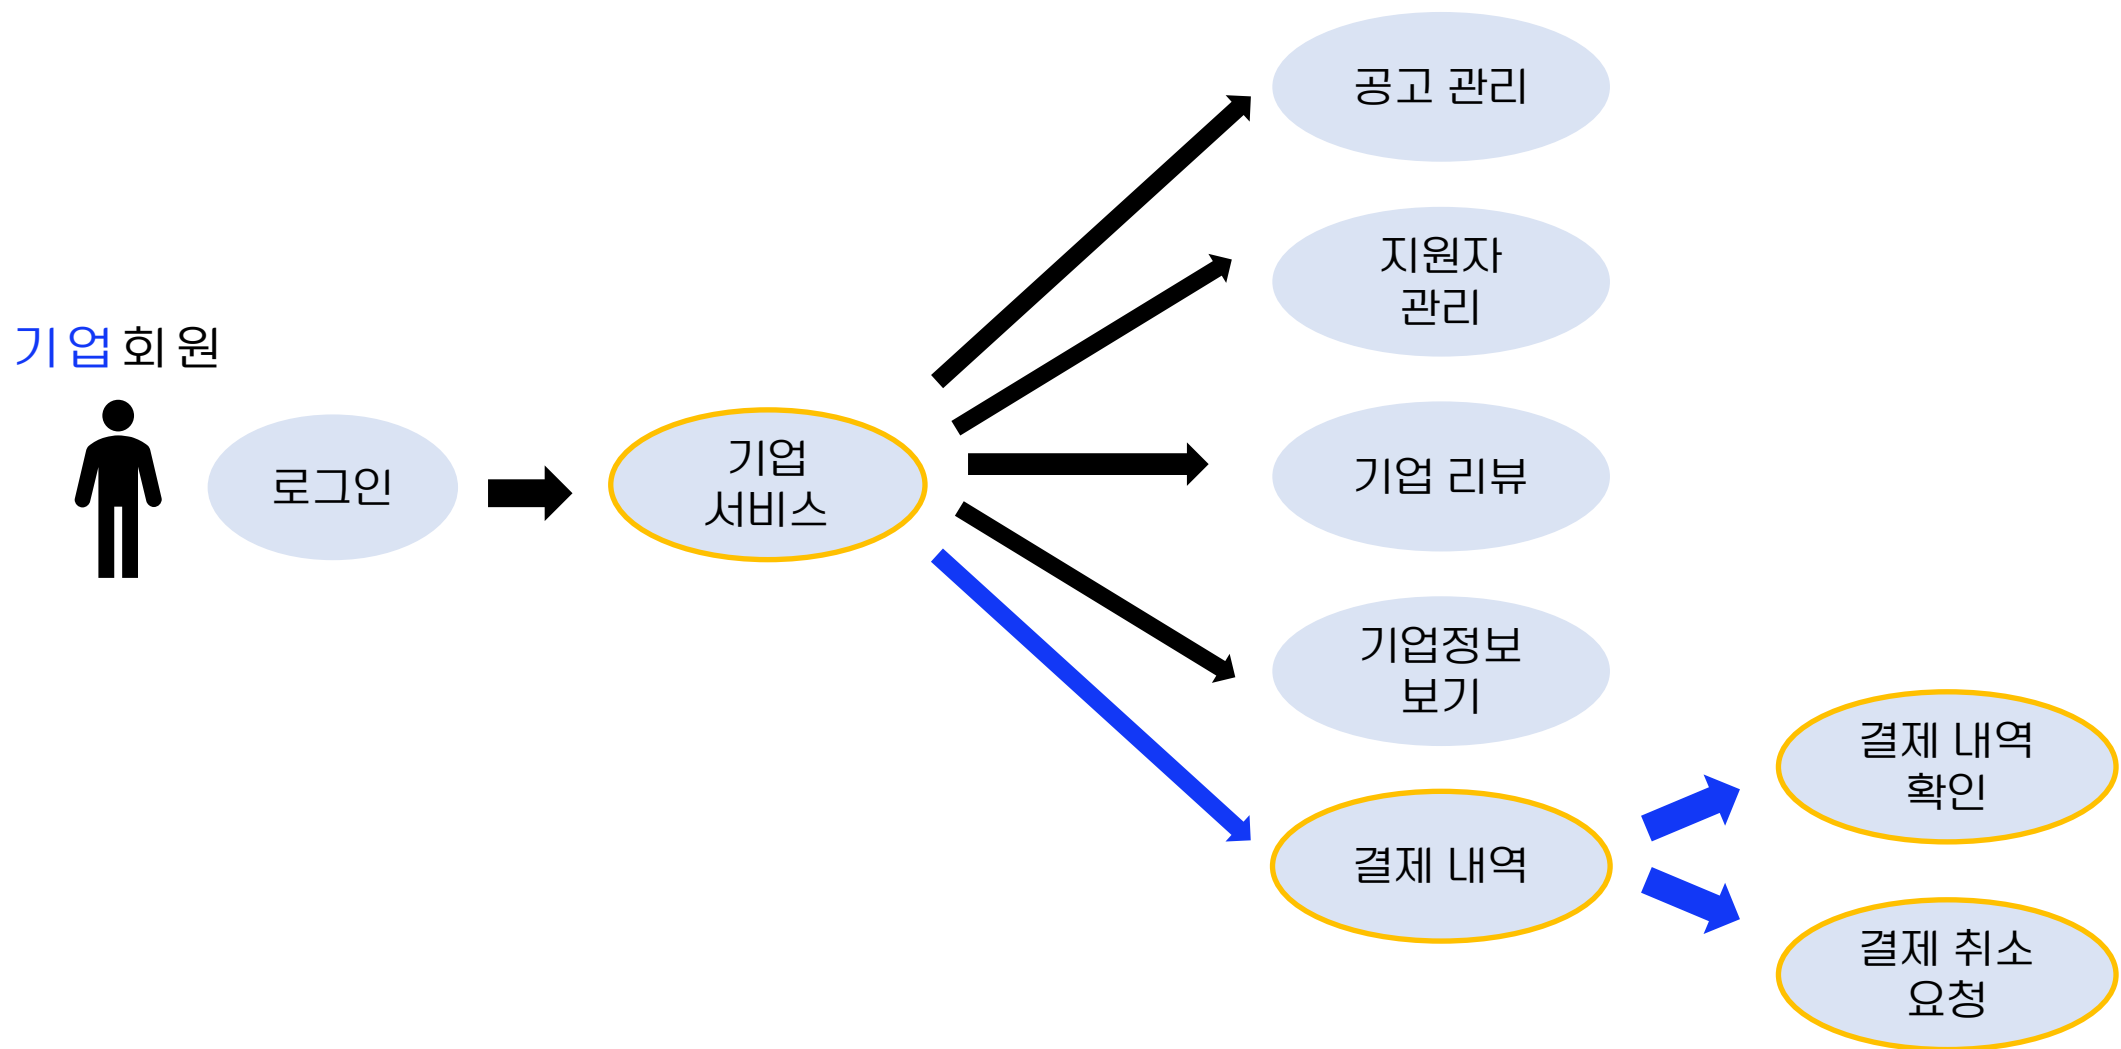 기업회원
로그인
기업
서비스
공고 관리
지원자
관리
기업 리뷰
기업정보
보기
결제 내역
결제 내역
확인
결제 취소
요청